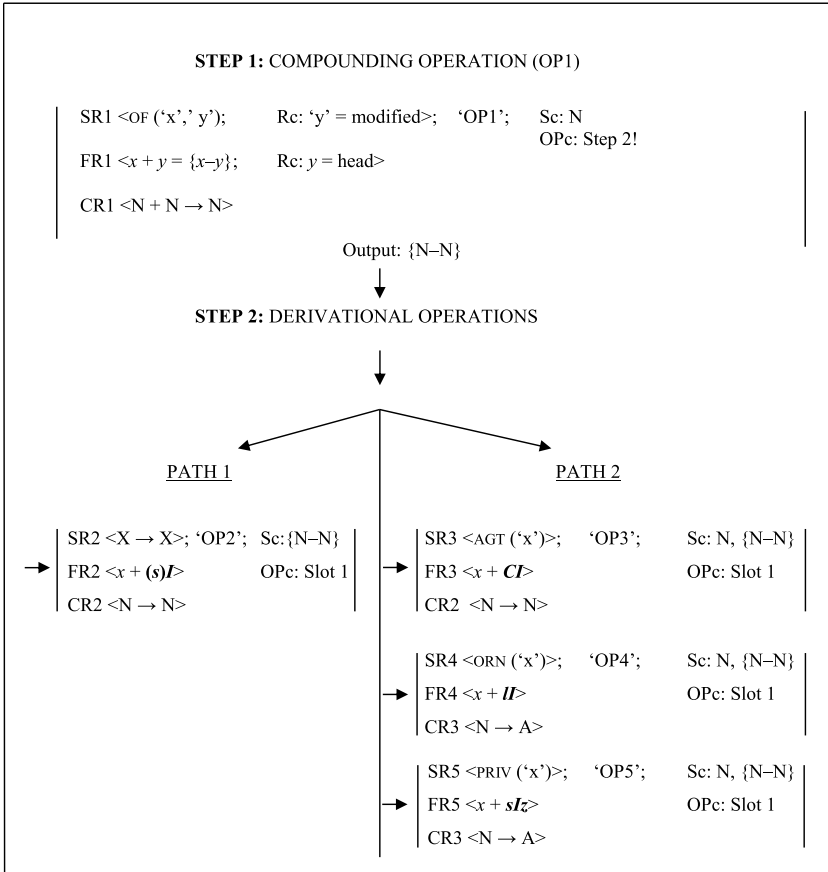 STEP 1: COMPOUNDING OPERATION (OP1)
SR1 <OF (‘x’,’ y’); Rc: ‘y’ = modified>; ‘OP1’; Sc: N
OPc: Step 2!
FR1 <x + y = {x–y}; Rc: y = head>
CR1 <N + N → N>
Output: {N–N}
STEP 2: DERIVATIONAL OPERATIONS
PATH 1
SR2 <X → X>; ‘OP2’; Sc:{N–N}
FR2 <x + (s)I> OPc: Slot 1
CR2 <N → N>
PATH 2
SR3 <AGT (‘x’)>; ‘OP3’; Sc: N, {N–N}
FR3 <x + CI> OPc: Slot 1
CR2 <N → N>
SR4 <ORN (‘x’)>; ‘OP4’; Sc: N, {N–N}
FR4 <x + lI> OPc: Slot 1
CR3 <N → A>
SR5 <PRIV (‘x’)>; ‘OP5’; Sc: N, {N–N}
FR5 <x + sIz> OPc: Slot 1
CR3 <N → A>